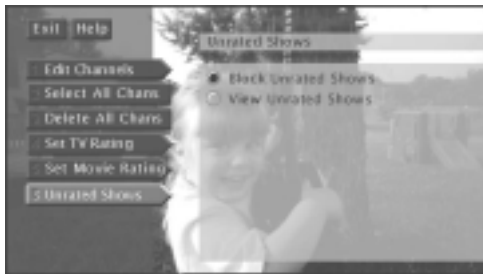 Exit Help
Unrated Shows
Edit Channels
Block Unrated Shows
Select All Chans
View Unrated Shows
Delete All Chans
Set TV Rating
Set Movie Rating
Unrated Shows